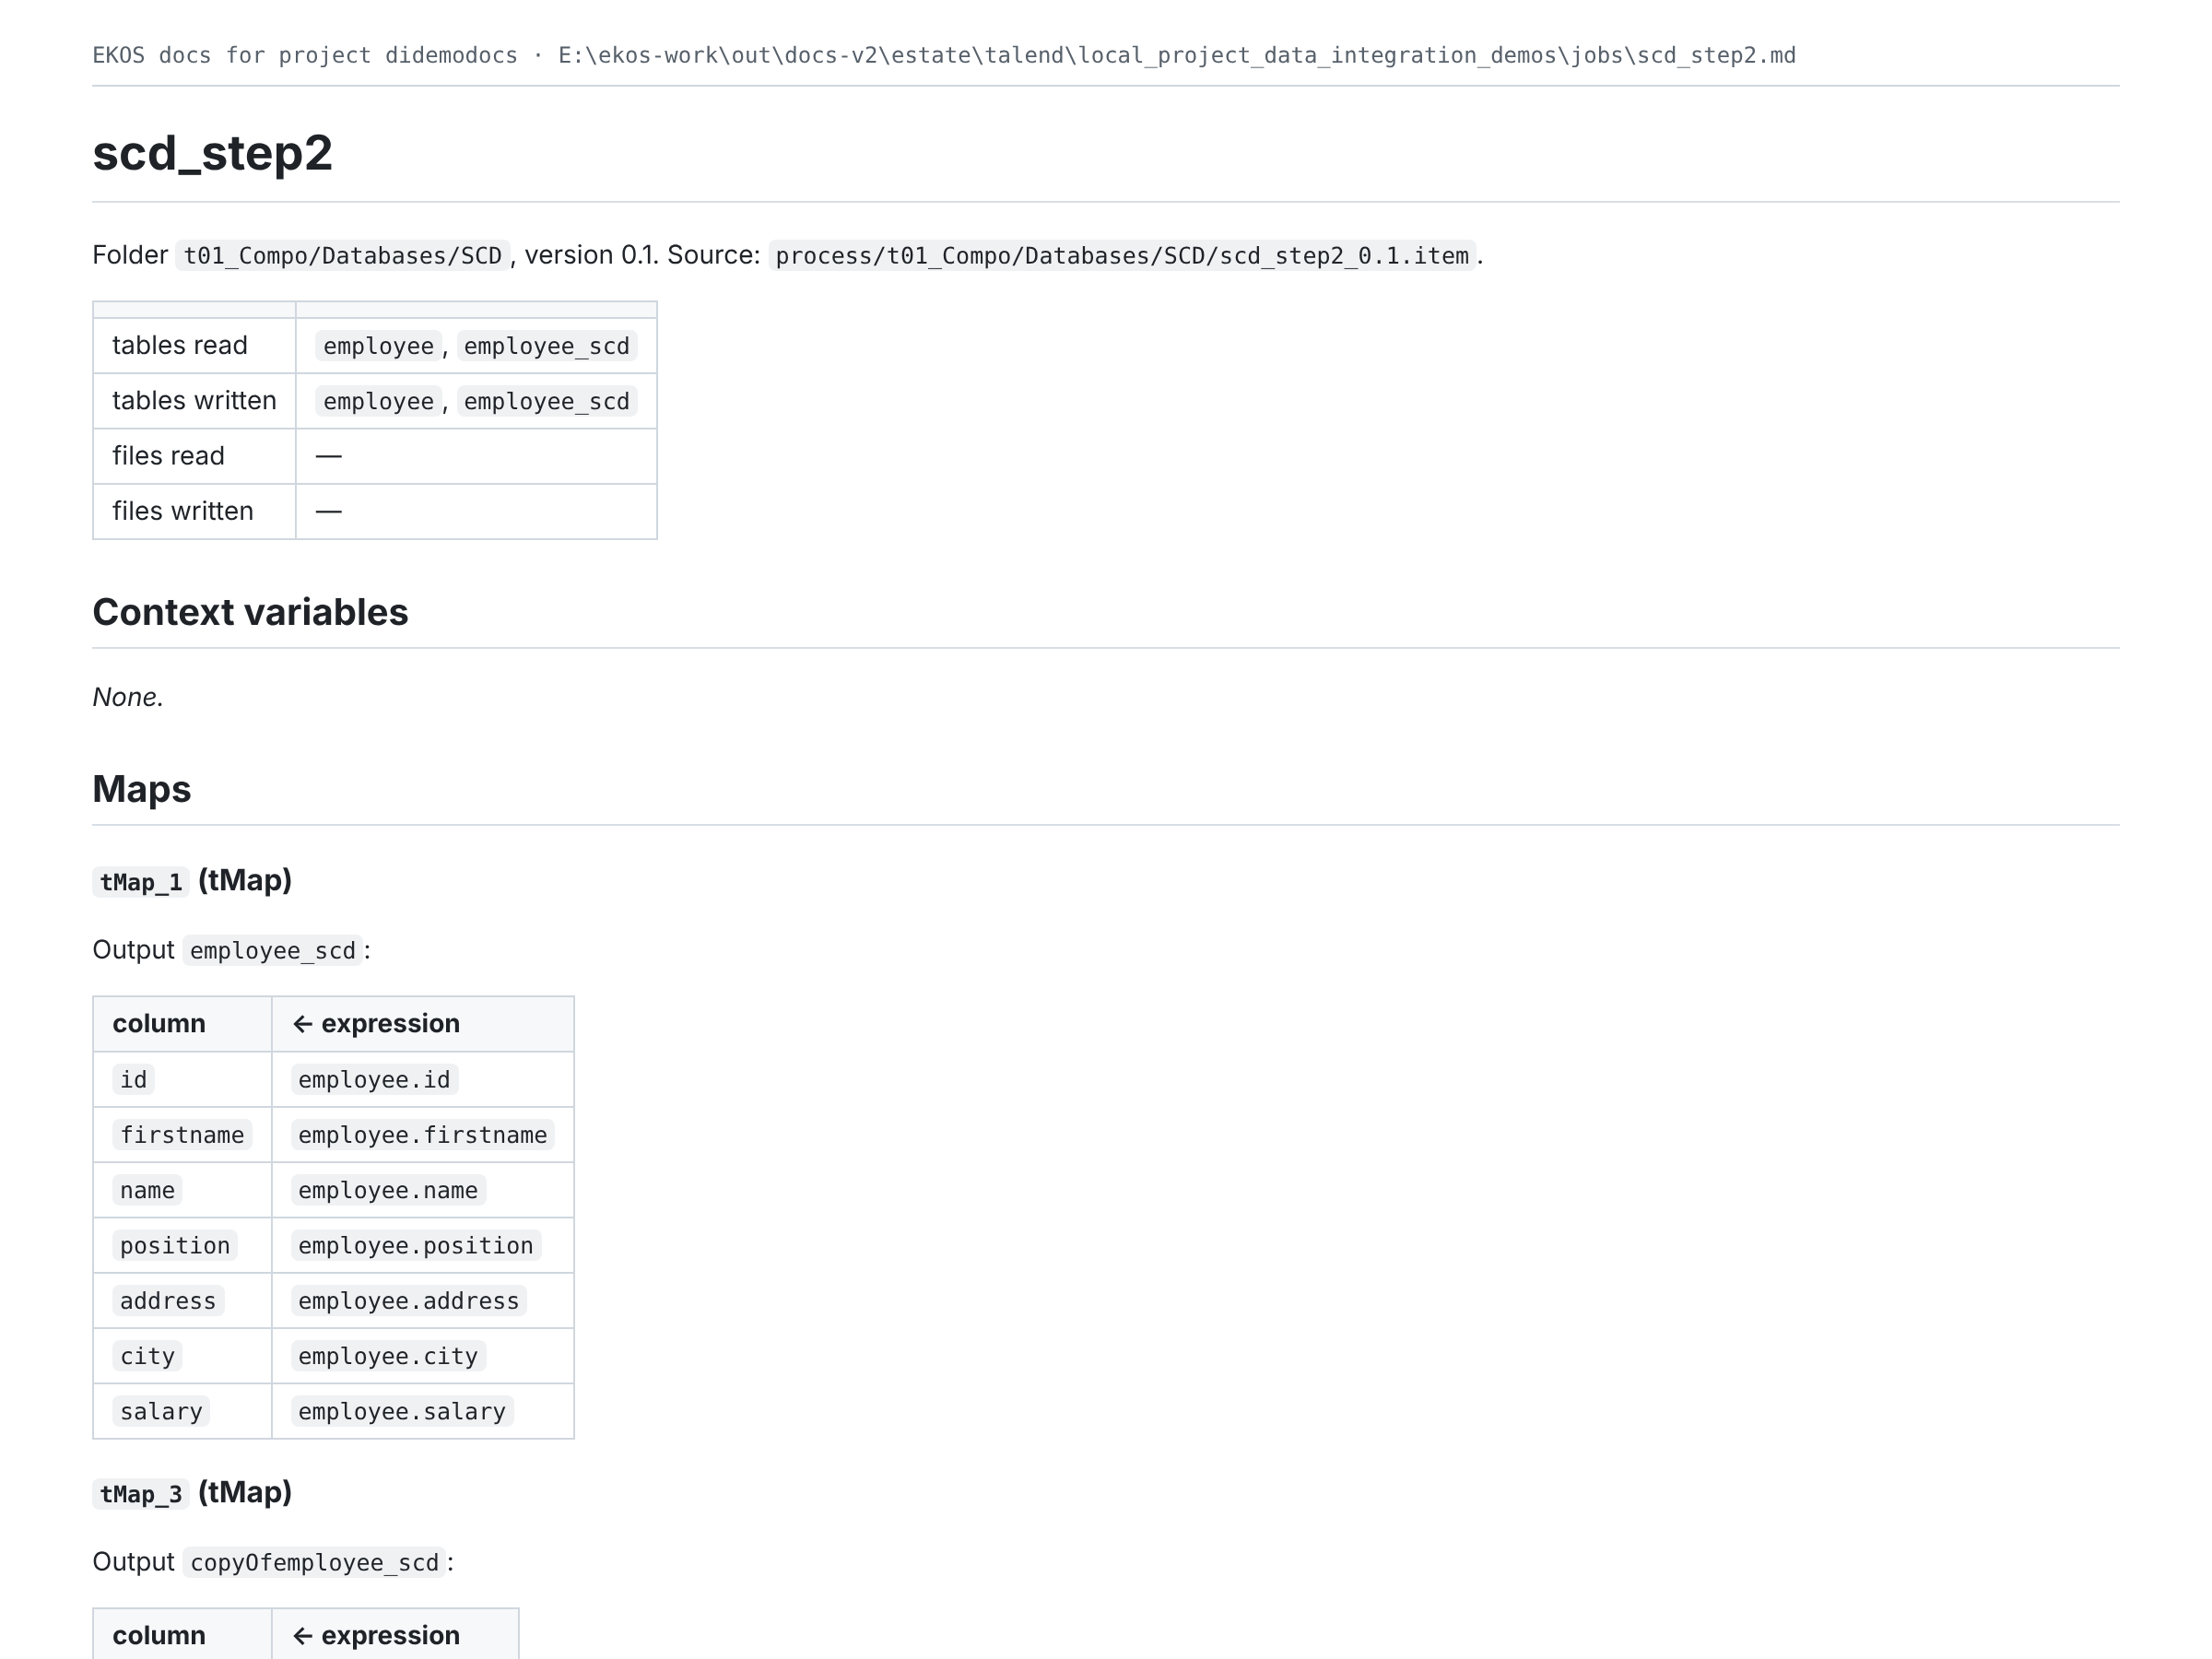 EKOS docs for project didemodocs · E:\ekos-work\out\docs-v2\estate\talend\local_project_data_integration_demos\jobs\scd_step2.md
scd_step2
Folder t01_Compo/Databases/SCD, version 0.1. Source: process/t01_Compo/Databases/SCD/scd_step2_0.1.item.
tables read employee, employee_scd
tables written employee, employee_scd
files read —
files written —
Context variables
None.
Maps
tMap_1 (tMap)
Output employee_scd:
column ← expression
id employee.id
firstname employee.firstname
name employee.name
position employee.position
address employee.address
city employee.city
salary employee.salary
tMap_3 (tMap)
Output copyOfemployee_scd:
column ← expression